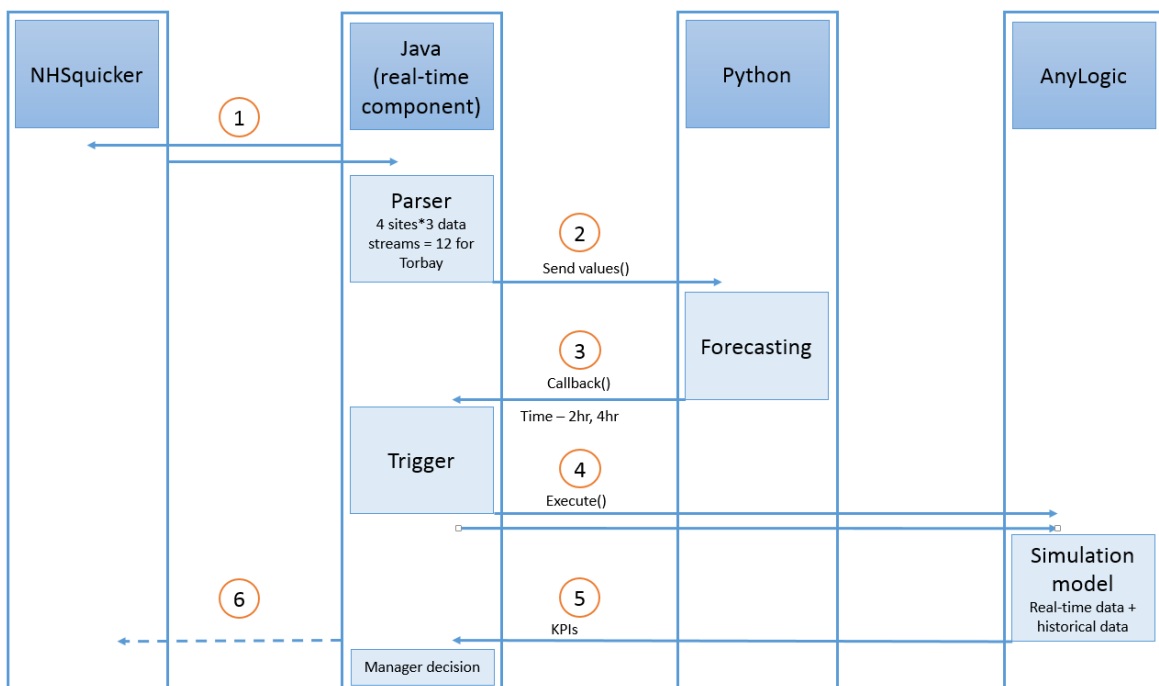 NHSquicker
Java
(real-time
component)
Python
AnyLogic
1
Parser
4 sites*3 data
streams = 12 for
Torbay
2
Send values()
Forecasting
3
Callback()
Time – 2hr, 4hr
Trigger
4
Execute()
Simulation
model
Real-time data +
historical data
5
KPIs
6
Manager decision